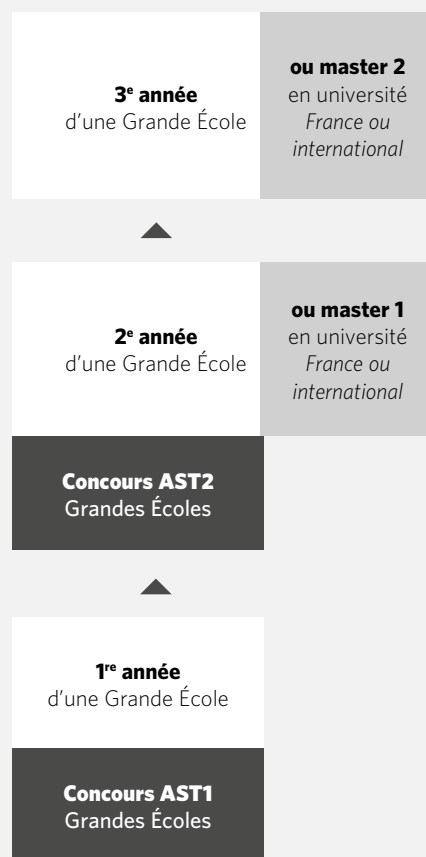 3e année
d'une Grande École
ou master 2
en université
France ou
international
2e année
d'une Grande École
ou master 1
en université
France ou
international
Concours AST2
Grandes Écoles
1re année
d'une Grande École
Concours AST1
Grandes Écoles